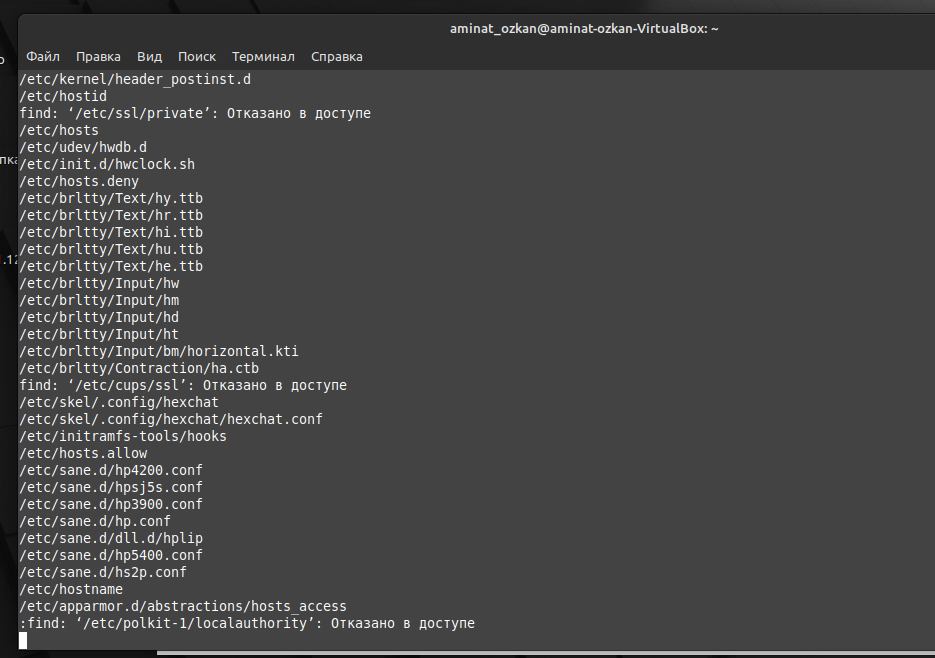 aminat_ozkan@aminat-ozkan-VirtualBox: ~
Файл Правка Вид Поиск Терминал Справка
/etc/kernel/header_postinst.d
/etc/hostid
find: ‘/etc/ssl/private’: Отказано в доступе
/etc/hosts
/etc/udev/hwdb.d
/etc/init.d/hwclock.sh
/etc/hosts.deny
/etc/brltty/Text/hy.ttb
/etc/brltty/Text/hr.ttb
/etc/brltty/Text/hi.ttb
/etc/brltty/Text/hu.ttb
/etc/brltty/Text/he.ttb
/etc/brltty/Input/hw
/etc/brltty/Input/hm
/etc/brltty/Input/hd
/etc/brltty/Input/ht
/etc/brltty/Input/bm/horizontal.kti
/etc/brltty/Contraction/ha.ctb
find: ‘/etc/cups/ssl’: Отказано в доступе
/etc/skel/.config/hexchat
/etc/skel/.config/hexchat/hexchat.conf
/etc/initramfs-tools/hooks
/etc/hosts.allow
/etc/sane.d/hp4200.conf
/etc/sane.d/hpsj5s.conf
/etc/sane.d/hp3900.conf
/etc/sane.d/hp.conf
/etc/sane.d/dll.d/hplip
/etc/sane.d/hp5400.conf
/etc/sane.d/hs2p.conf
/etc/hostname
/etc/apparmor.d/abstractions/hosts_access
:find: ‘/etc/polkit-1/localauthority’: Отказано в доступе